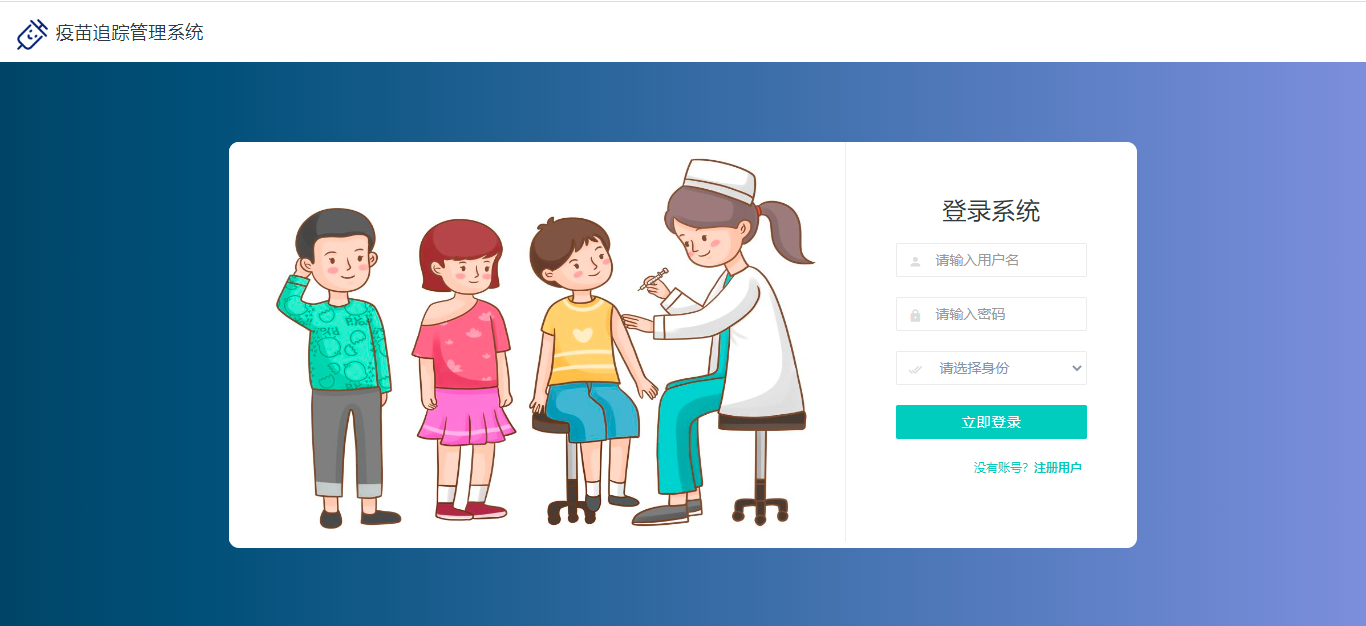 疫苗追踪管理系统
登录系统
请输入用户名
请输入密码
请选择身份
立即登录
没有账号？注册用户